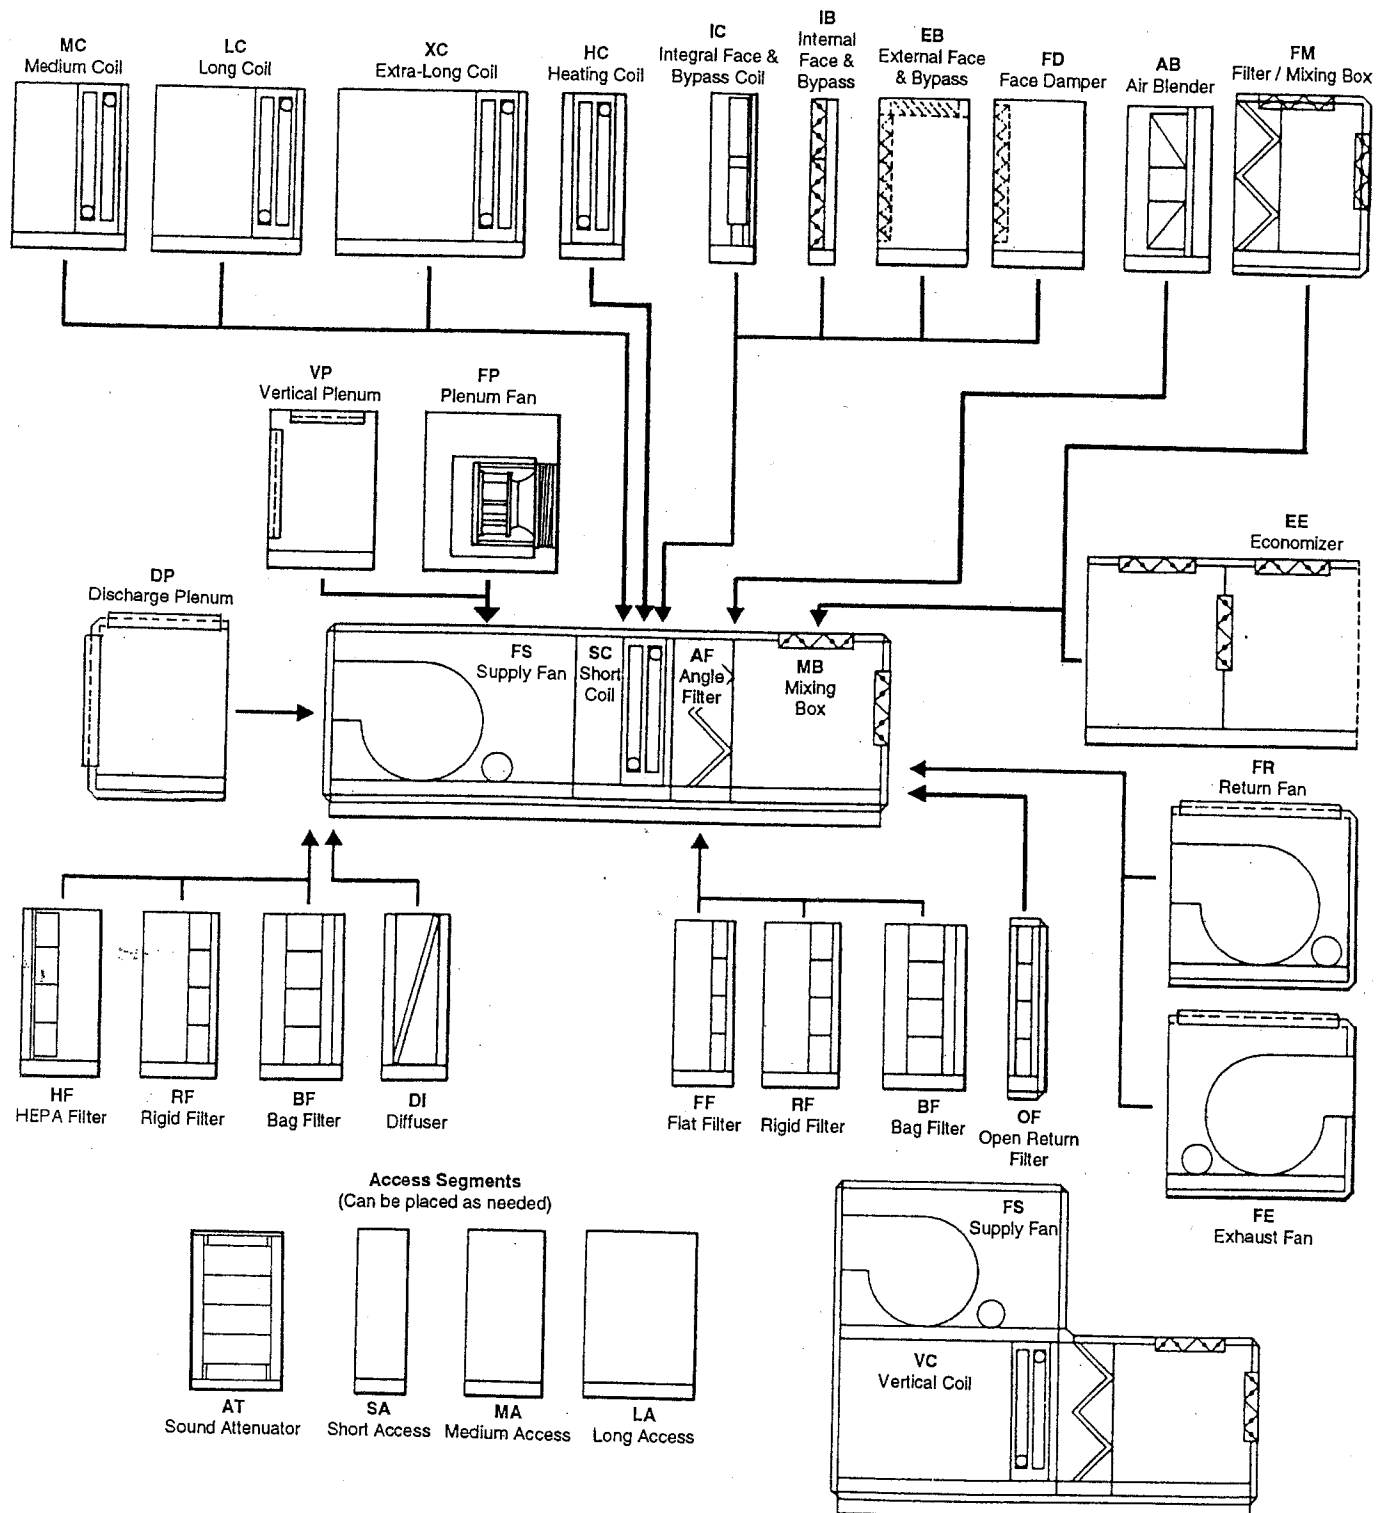 MC
Medium Coil
LC
Long Coil
XC
Extra-Long Coil
HC
Heating Coil
IC
Integral Face &
Bypass Coil
IB
Internal
Face &
Bypass
EB
External Face
& Bypass
FD
Face Damper
AB
Air Blender
FM
Filter / Mixing Box
VP
Vertical Plenum
FP
Plenum Fan
EE
Economizer
DP
Discharge Plenum
FS
Supply Fan
SC
Short
Coil
AF
Angle
Filter
MB
Mixing
Box
FR
Return Fan
HF
HEPA Filter
RF
Rigid Filter
BF
Bag Filter
DI
Diffuser
FF
Flat Filter
RF
Rigid Filter
BF
Bag Filter
OF
Open Return
Filter
FE
Exhaust Fan
Access Segments
(Can be placed as needed)
AT
Sound Attenuator
SA
Short Access
MA
Medium Access
LA
Long Access
FS
Supply Fan
VC
Vertical Coil